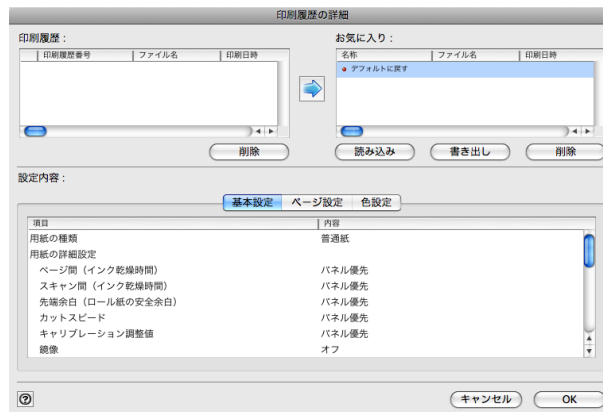 印刷履歴の詳細
印刷履歴：
お気に入り：
印刷履歴番号 ファイル名 印刷日時
名称 ファイル名 印刷日時
デフォルトに戻す
削除
読み込み 書き出し 削除
設定内容：
基本設定 ページ設定 色設定
項目 内容
用紙の種類 普通紙
用紙の詳細設定
ページ間（インク乾燥時間） パネル優先
スキャン間（インク乾燥時間） パネル優先
先端余白（ロール紙の安全余白） パネル優先
カットスピード パネル優先
キャリブレーション調整値 パネル優先
鏡像 オフ
? キャンセル OK